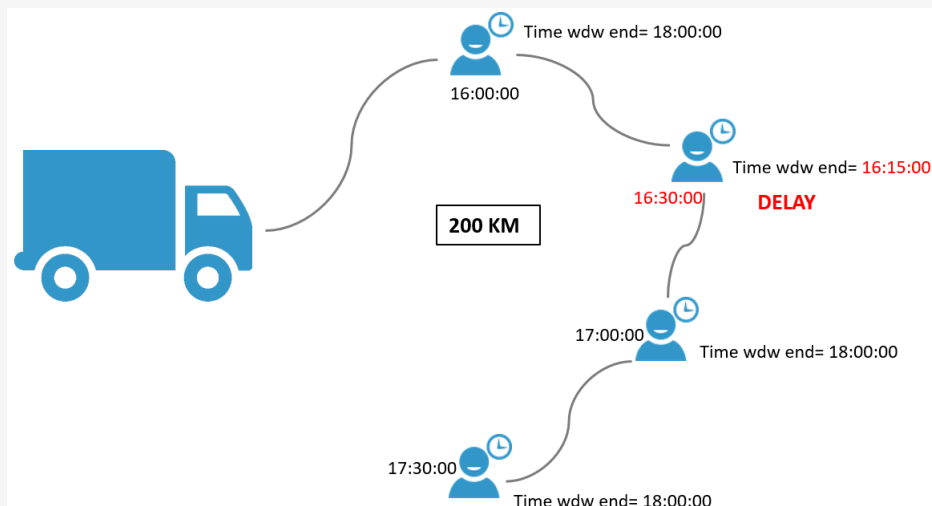 Time wdw end= 18:00:00
16:00:00
Time wdw end= 16:15:00
16:30:00
DELAY
200 KM
17:00:00
Time wdw end= 18:00:00
17:30:00
Time wdw end= 18:00:00